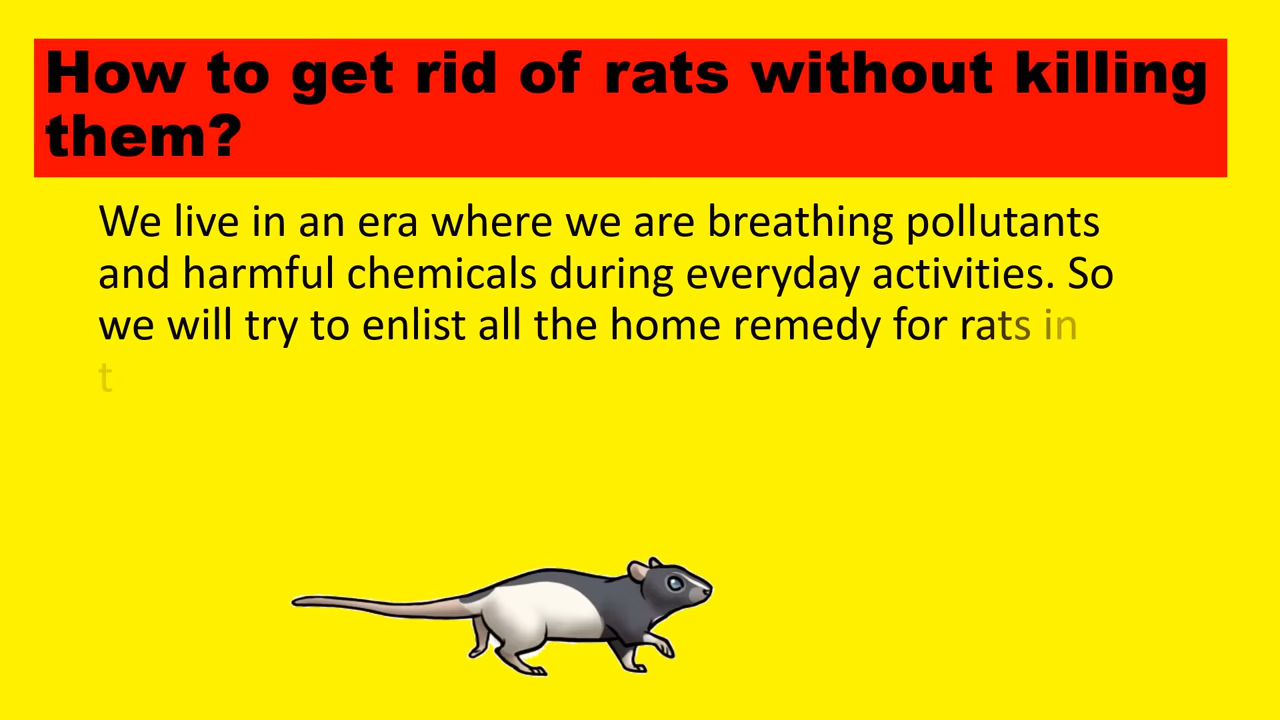 How to get rid of rats without killing
them?
We live in an era where we are breathing pollutants
and harmful chemicals during everyday activities. So
we will try to enlist all the home remedy for rats in
t